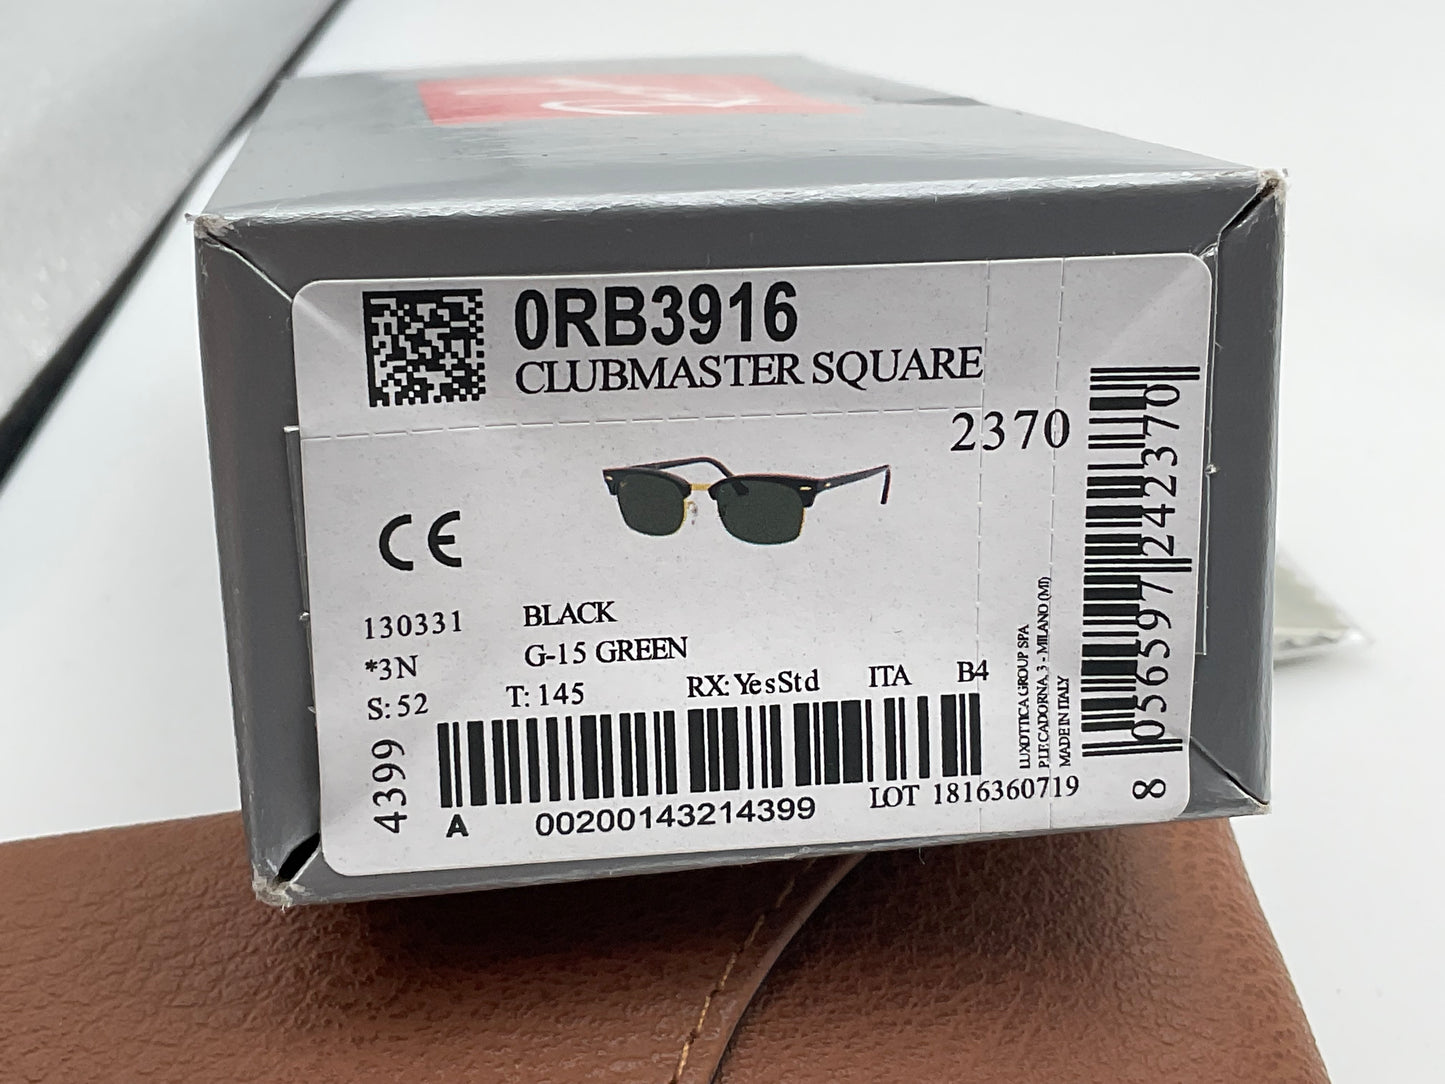 0RB3916
CLUBMASTER SQUARE
2370
CE
130331 BLACK
*3N G-15 GREEN
S: 52 T: 145 RX: YesStd ITA B4
4399
A 00200143214399 LOT 1816360719
LUXOTTICA GROUP SPA
P.LE CADORNA, 3 - MILANO (MI)
MADE IN ITALY
8 056597 242370